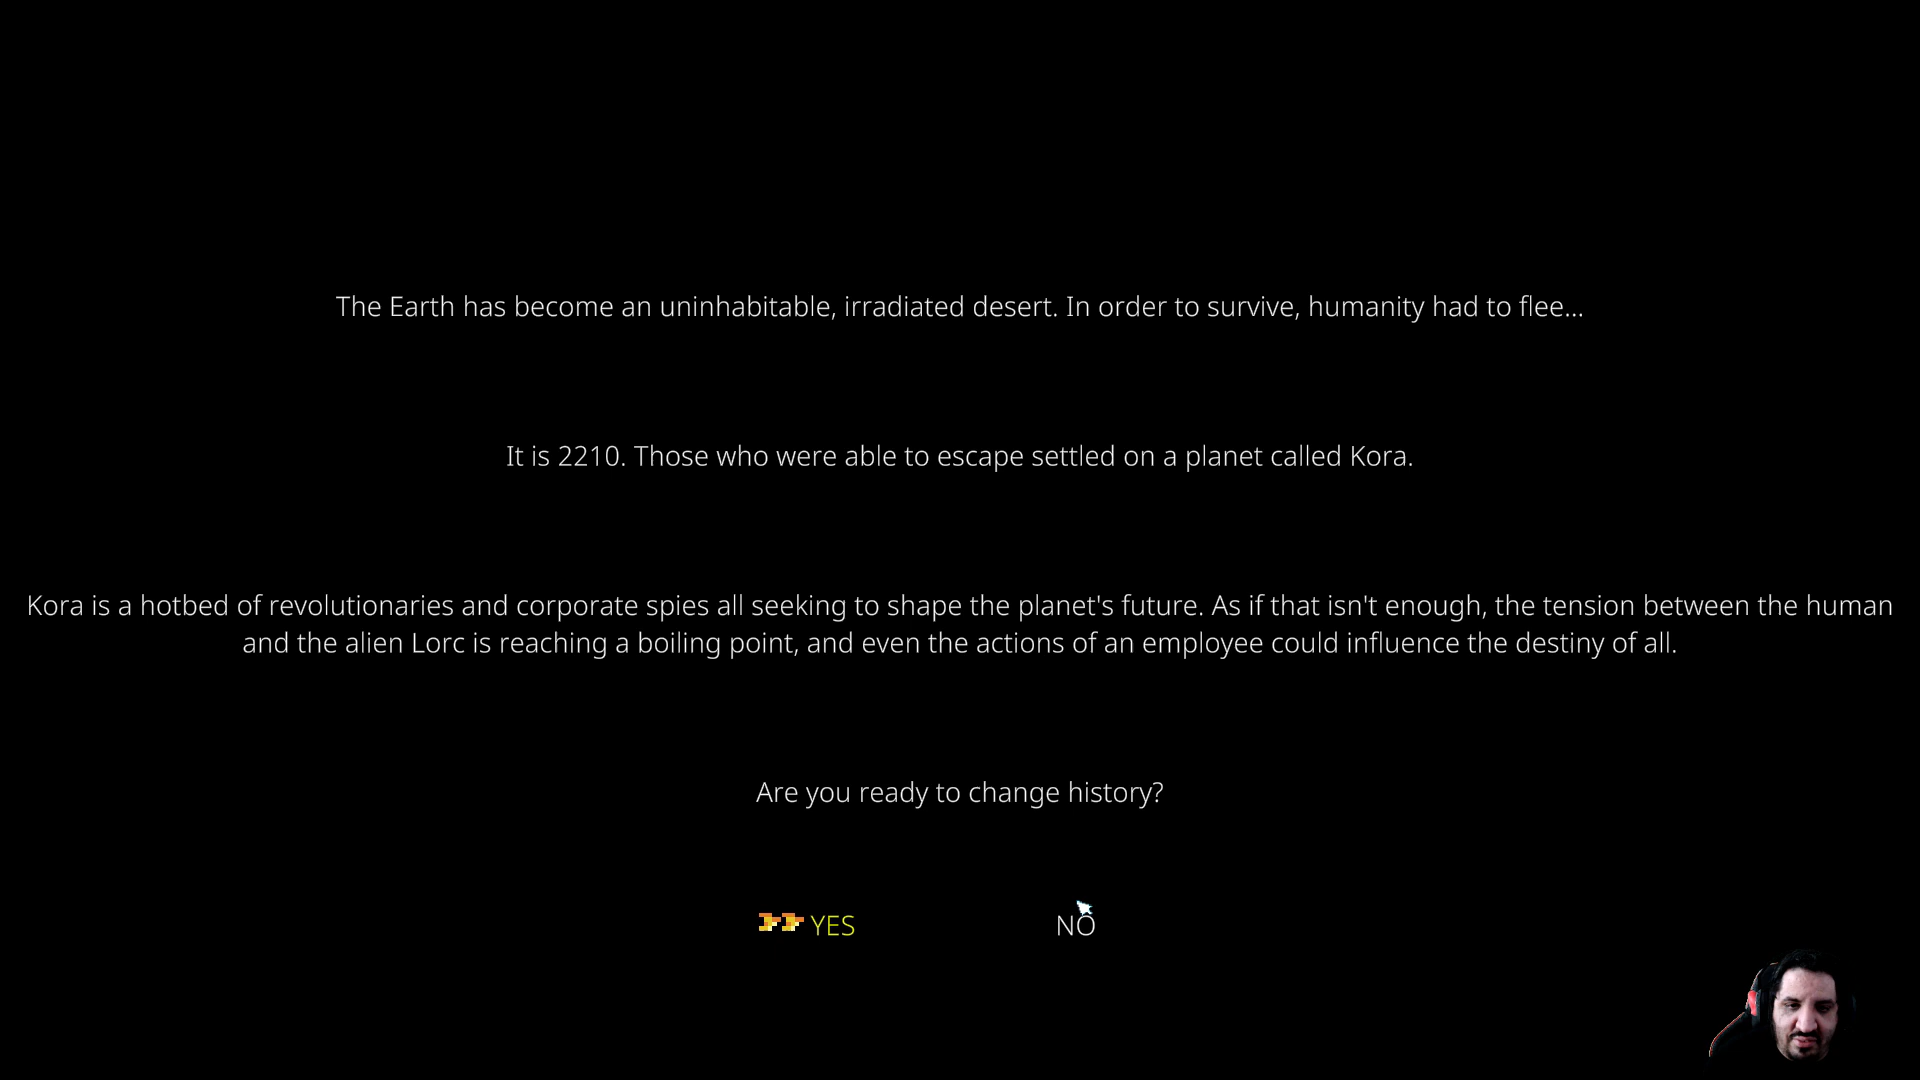 The Earth has become an uninhabitable, irradiated desert. In order to survive, humanity had to flee...
It is 2210. Those who were able to escape settled on a planet called Kora.
Kora is a hotbed of revolutionaries and corporate spies all seeking to shape the planet's future. As if that isn't enough, the tension between the human
and the alien Lorc is reaching a boiling point, and even the actions of an employee could influence the destiny of all.
Are you ready to change history?
YES NO